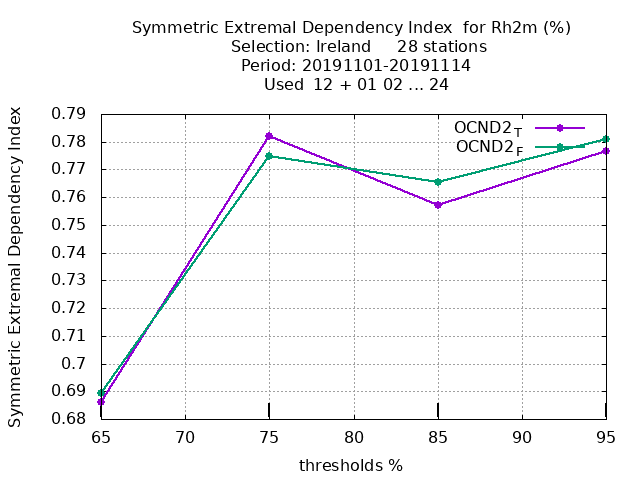 Symmetric Extremal Dependency Index for Rh2m (%)
Selection: Ireland 28 stations
Period: 20191101-20191114
Used 12 + 01 02 ... 24
Symmetric Extremal Dependency Index
0.79
0.78
0.77
0.76
0.75
0.74
0.73
0.72
0.71
0.7
0.69
0.68
OCND2T
OCND2F
65 70 75 80 85 90 95
thresholds %